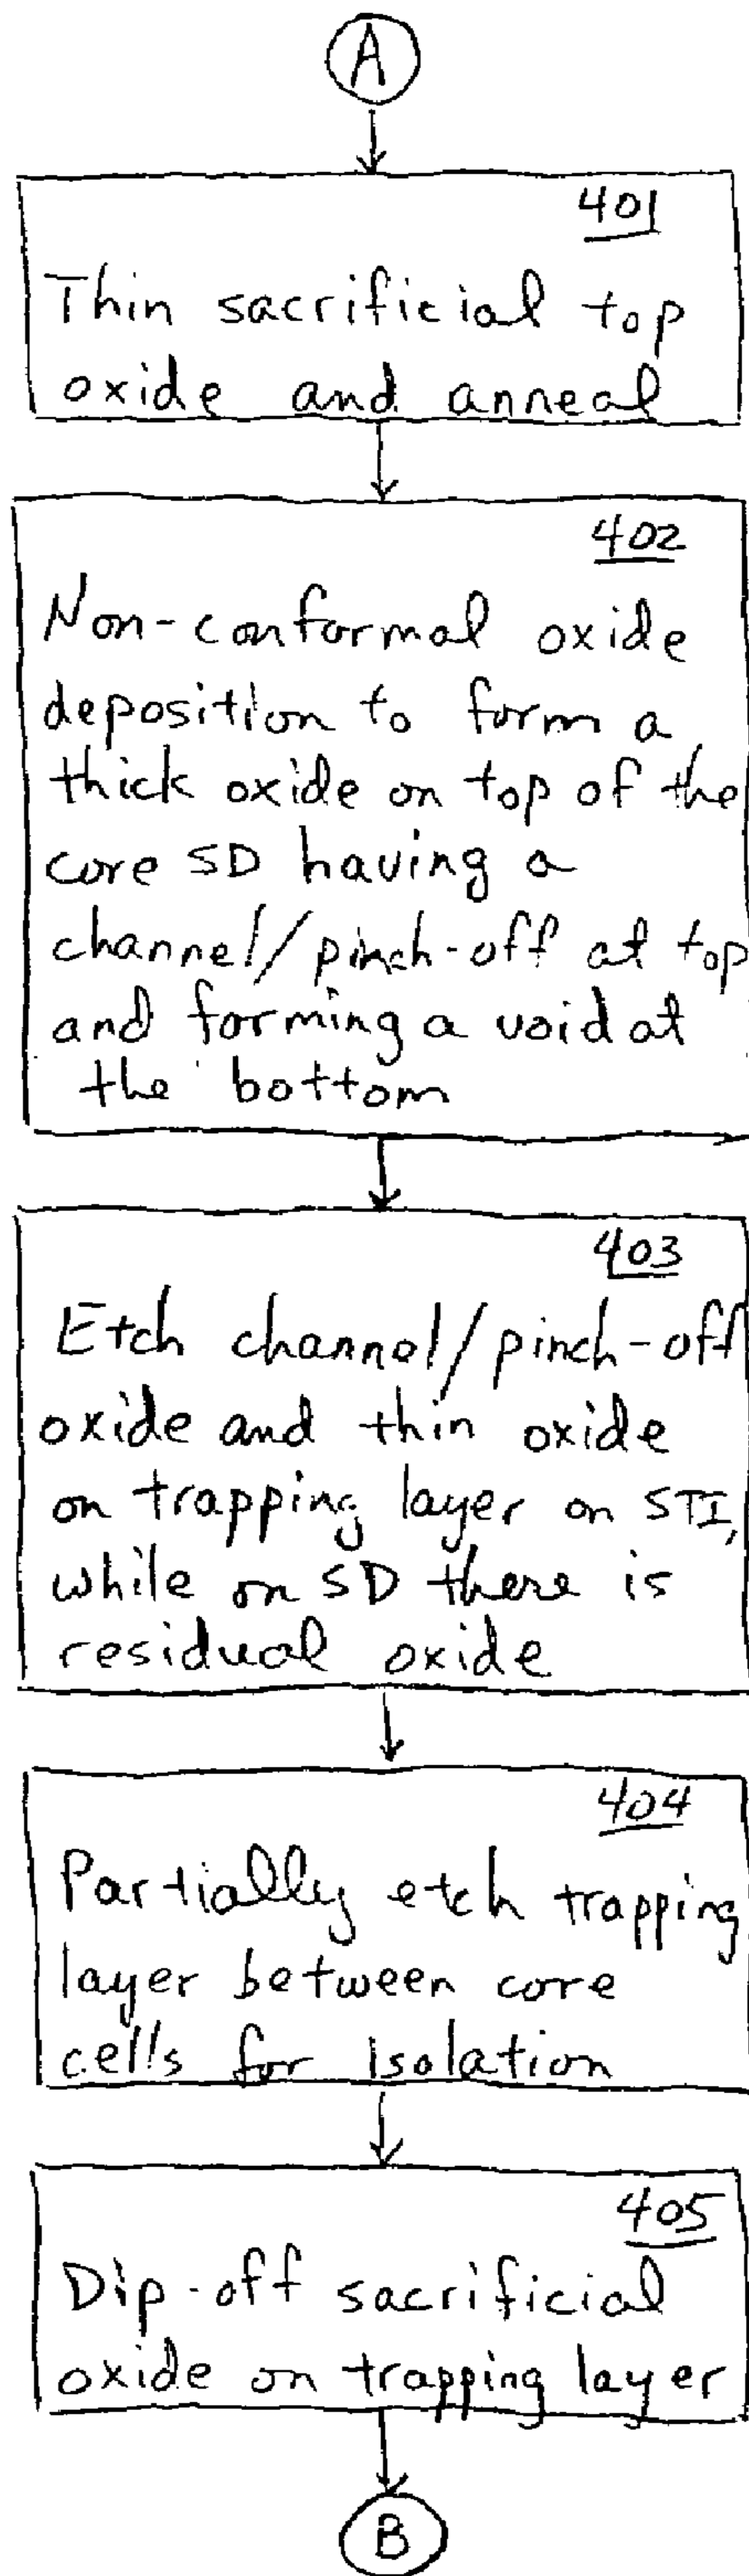 A
401
Thin sacrificial top
oxide and anneal
402
Non-conformal oxide
deposition to form a
thick oxide on top of the
core SD having a
channel/pinch-off at top
and forming a void at
the bottom
403
Etch channel/pinch-off
oxide and thin oxide
on trapping layer on STI,
while on SD there is
residual oxide
404
Partially etch trapping
layer between core
cells for isolation
405
Dip-off sacrificial
oxide on trapping layer
B